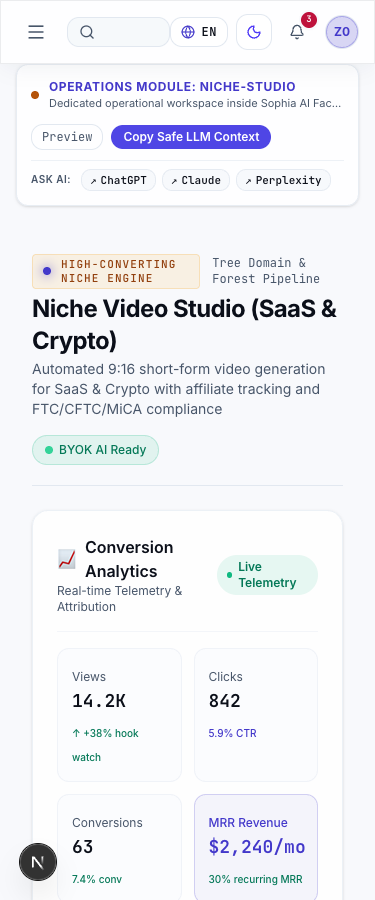 EN
3
ZO
OPERATIONS MODULE: NICHE-STUDIO
Dedicated operational workspace inside Sophia AI Fac...
Preview
Copy Safe LLM Context
ASK AI:
↗ ChatGPT
↗ Claude
↗ Perplexity
HIGH-CONVERTING
NICHE ENGINE
Tree Domain &
Forest Pipeline
Niche Video Studio (SaaS &
Crypto)
Automated 9:16 short-form video generation
for SaaS & Crypto with affiliate tracking and
FTC/CFTC/MiCA compliance
BYOK AI Ready
Conversion
Analytics
Real-time Telemetry &
Attribution
Live
Telemetry
Views
14.2K
↑ +38% hook
watch
Clicks
842
5.9% CTR
Conversions
63
7.4% conv
MRR Revenue
$2,240/mo
30% recurring MRR
N